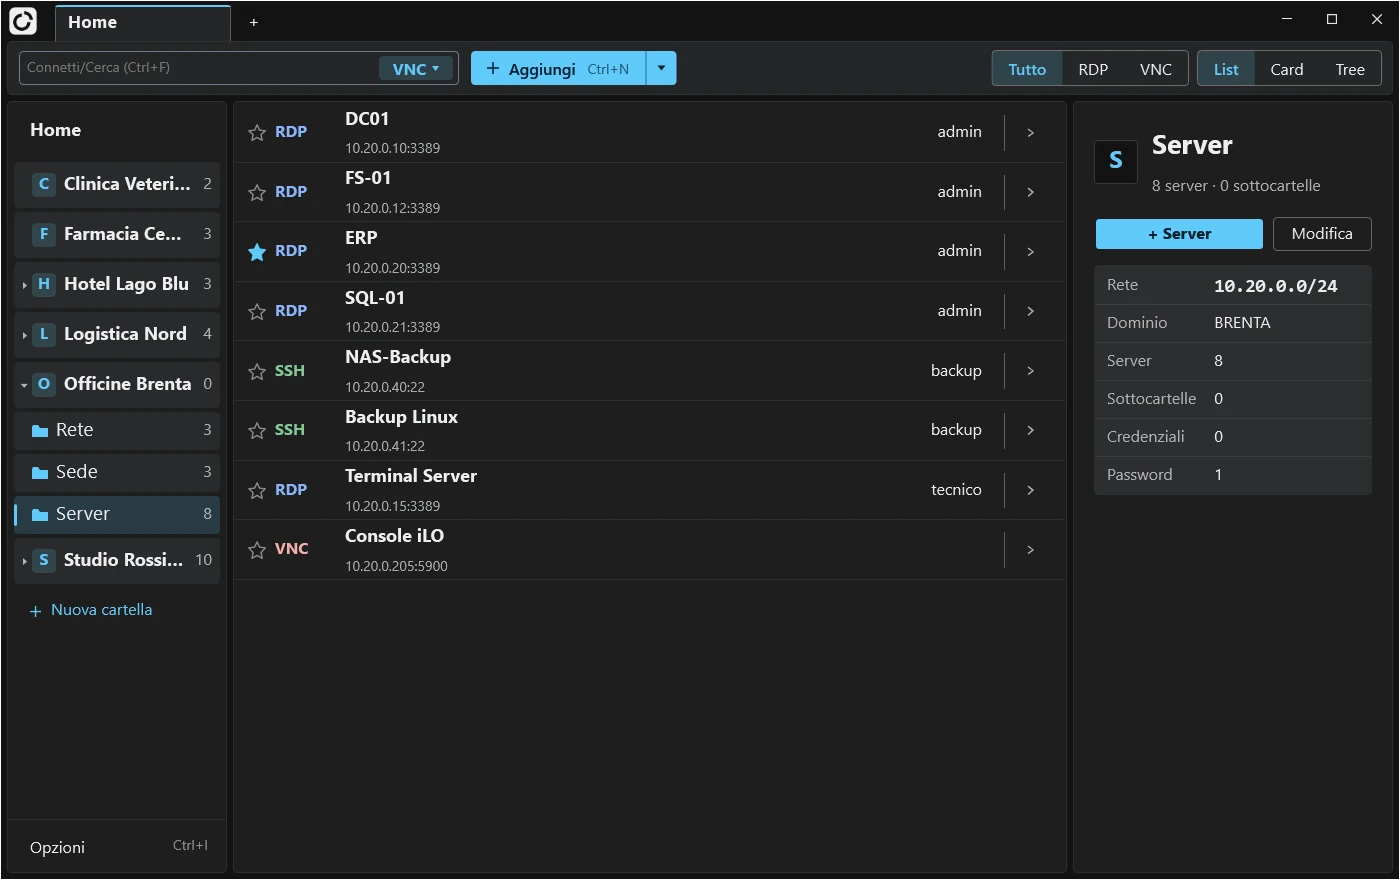 Home
+
Connetti/Cerca (Ctrl+F)
VNC
+ Aggiungi Ctrl+N
Tutto RDP VNC
List Card Tree
Home
C Clinica Veteri... 2
F Farmacia Ce... 3
H Hotel Lago Blu 3
L Logistica Nord 4
O Officine Brenta 0
Rete 3
Sede 3
Server 8
S Studio Rossi... 10
+ Nuova cartella
Opzioni Ctrl+I
RDP DC01 admin
10.20.0.10:3389
RDP FS-01 admin
10.20.0.12:3389
RDP ERP admin
10.20.0.20:3389
RDP SQL-01 admin
10.20.0.21:3389
SSH NAS-Backup backup
10.20.0.40:22
SSH Backup Linux backup
10.20.0.41:22
RDP Terminal Server tecnico
10.20.0.15:3389
VNC Console iLO
10.20.0.205:5900
S Server
8 server · 0 sottocartelle
+ Server Modifica
Rete 10.20.0.0/24
Dominio BRENTA
Server 8
Sottocartelle 0
Credenziali 0
Password 1